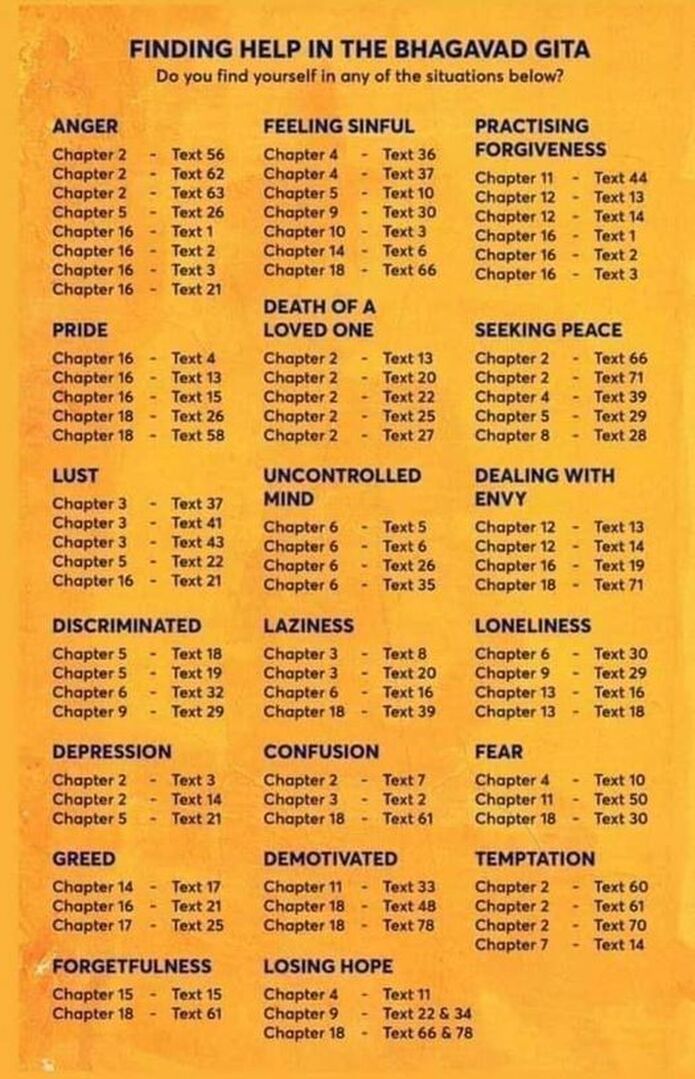 FINDING HELP IN THE BHAGAVAD GITA
Do you find yourself in any of the situations below?
ANGER
Chapter 2 - Text 56
Chapter 2 - Text 62
Chapter 2 - Text 63
Chapter 5 - Text 26
Chapter 16 - Text 1
Chapter 16 - Text 2
Chapter 16 - Text 3
Chapter 16 - Text 21
PRIDE
Chapter 16 - Text 4
Chapter 16 - Text 13
Chapter 16 - Text 15
Chapter 18 - Text 26
Chapter 18 - Text 58
LUST
Chapter 3 - Text 37
Chapter 3 - Text 41
Chapter 3 - Text 43
Chapter 5 - Text 22
Chapter 16 - Text 21
DISCRIMINATED
Chapter 5 - Text 18
Chapter 5 - Text 19
Chapter 6 - Text 32
Chapter 9 - Text 29
DEPRESSION
Chapter 2 - Text 3
Chapter 2 - Text 14
Chapter 5 - Text 21
GREED
Chapter 14 - Text 17
Chapter 16 - Text 21
Chapter 17 - Text 25
FORGETFULNESS
Chapter 15 - Text 15
Chapter 18 - Text 61
FEELING SINFUL
Chapter 4 - Text 36
Chapter 4 - Text 37
Chapter 5 - Text 10
Chapter 9 - Text 30
Chapter 10 - Text 3
Chapter 14 - Text 6
Chapter 18 - Text 66
DEATH OF A
LOVED ONE
Chapter 2 - Text 13
Chapter 2 - Text 20
Chapter 2 - Text 22
Chapter 2 - Text 25
Chapter 2 - Text 27
UNCONTROLLED
MIND
Chapter 6 - Text 5
Chapter 6 - Text 6
Chapter 6 - Text 26
Chapter 6 - Text 35
LAZINESS
Chapter 3 - Text 8
Chapter 3 - Text 20
Chapter 6 - Text 16
Chapter 18 - Text 39
CONFUSION
Chapter 2 - Text 7
Chapter 3 - Text 2
Chapter 18 - Text 61
DEMOTIVATED
Chapter 11 - Text 33
Chapter 18 - Text 48
Chapter 18 - Text 78
LOSING HOPE
Chapter 4 - Text 11
Chapter 9 - Text 22 & 34
Chapter 18 - Text 66 & 78
PRACTISING
FORGIVENESS
Chapter 11 - Text 44
Chapter 12 - Text 13
Chapter 12 - Text 14
Chapter 16 - Text 1
Chapter 16 - Text 2
Chapter 16 - Text 3
SEEKING PEACE
Chapter 2 - Text 66
Chapter 2 - Text 71
Chapter 4 - Text 39
Chapter 5 - Text 29
Chapter 8 - Text 28
DEALING WITH
ENVY
Chapter 12 - Text 13
Chapter 12 - Text 14
Chapter 16 - Text 19
Chapter 18 - Text 71
LONELINESS
Chapter 6 - Text 30
Chapter 9 - Text 29
Chapter 13 - Text 16
Chapter 13 - Text 18
FEAR
Chapter 4 - Text 10
Chapter 11 - Text 50
Chapter 18 - Text 30
TEMPTATION
Chapter 2 - Text 60
Chapter 2 - Text 61
Chapter 2 - Text 70
Chapter 7 - Text 14